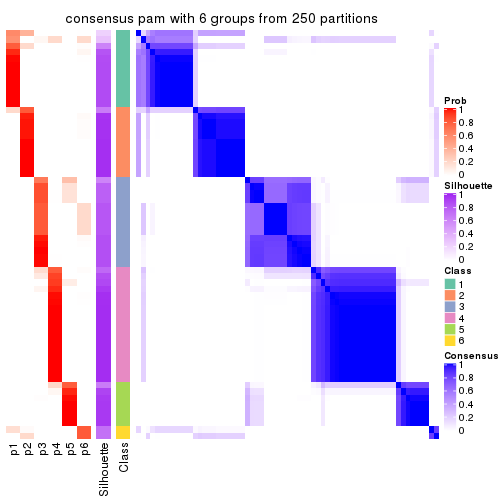 consensus pam with 6 groups from 250 partitions
Prob
1
0.8
0.6
0.4
0.2
0
Silhouette
1
0.8
0.6
0.4
0.2
0
Class
1
2
3
4
5
6
Consensus
1
0.8
0.6
0.4
0.2
0
p1
p2
p3
p4
p5
p6
Silhouette
Class